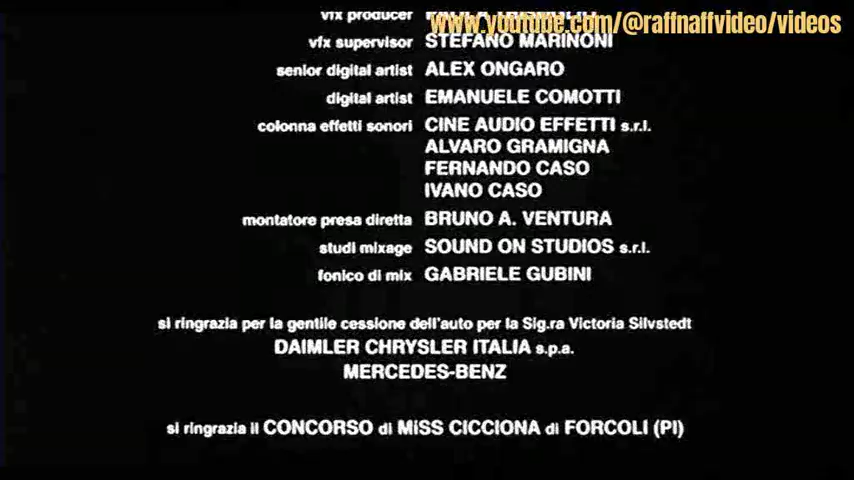 www.youtube.com/@raffnaffvideo/videos
vfx producer
vfx supervisor STEFANO MARINONI
senior digital artist ALEX ONGARO
digital artist EMANUELE COMOTTI
colonna effetti sonori CINE AUDIO EFFETTI s.r.l.
ALVARO GRAMIGNA
FERNANDO CASO
IVANO CASO
montatore presa diretta BRUNO A. VENTURA
studi mixage SOUND ON STUDIOS s.r.l.
fonico di mix GABRIELE GUBINI
si ringrazia per la gentile cessione dell'auto per la Sig.ra Victoria Silvstedt
DAIMLER CHRYSLER ITALIA s.p.a.
MERCEDES-BENZ
si ringrazia il CONCORSO di MiSS CICCIONA di FORCOLI (PI)